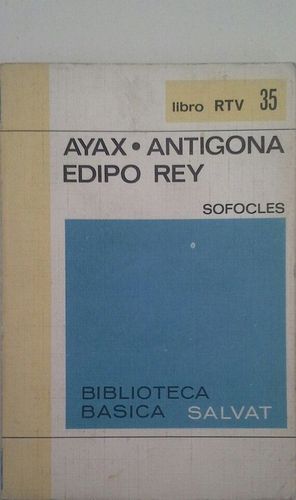 libro RTV 35
AYAX • ANTIGONA
EDIPO REY
SOFOCLES
BIBLIOTECA
BASICA SALVAT